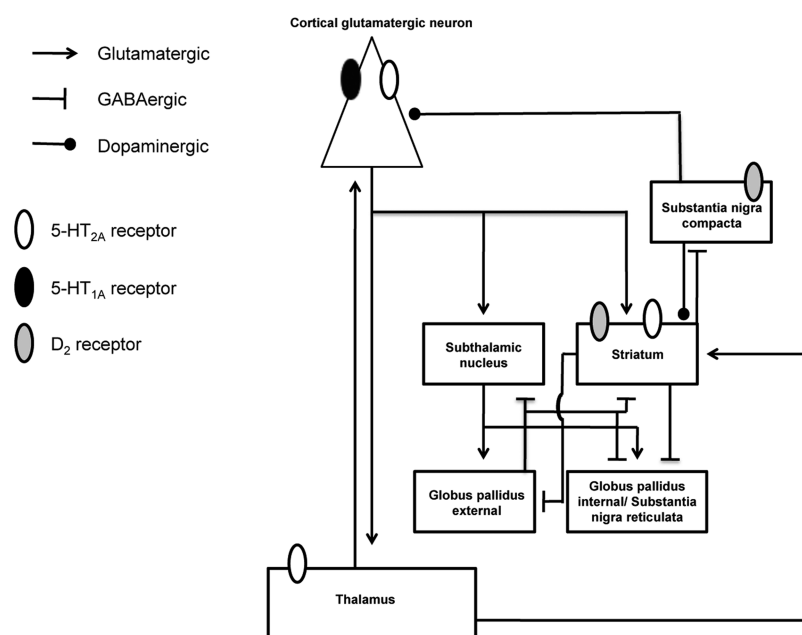 Cortical glutamatergic neuron
Glutamatergic
GABAergic
Dopaminergic
5-HT2A receptor
5-HT1A receptor
D2 receptor
Substantia nigra
compacta
Subthalamic
nucleus
Striatum
Globus pallidus
external
Globus pallidus
internal/ Substantia
nigra reticulata
Thalamus